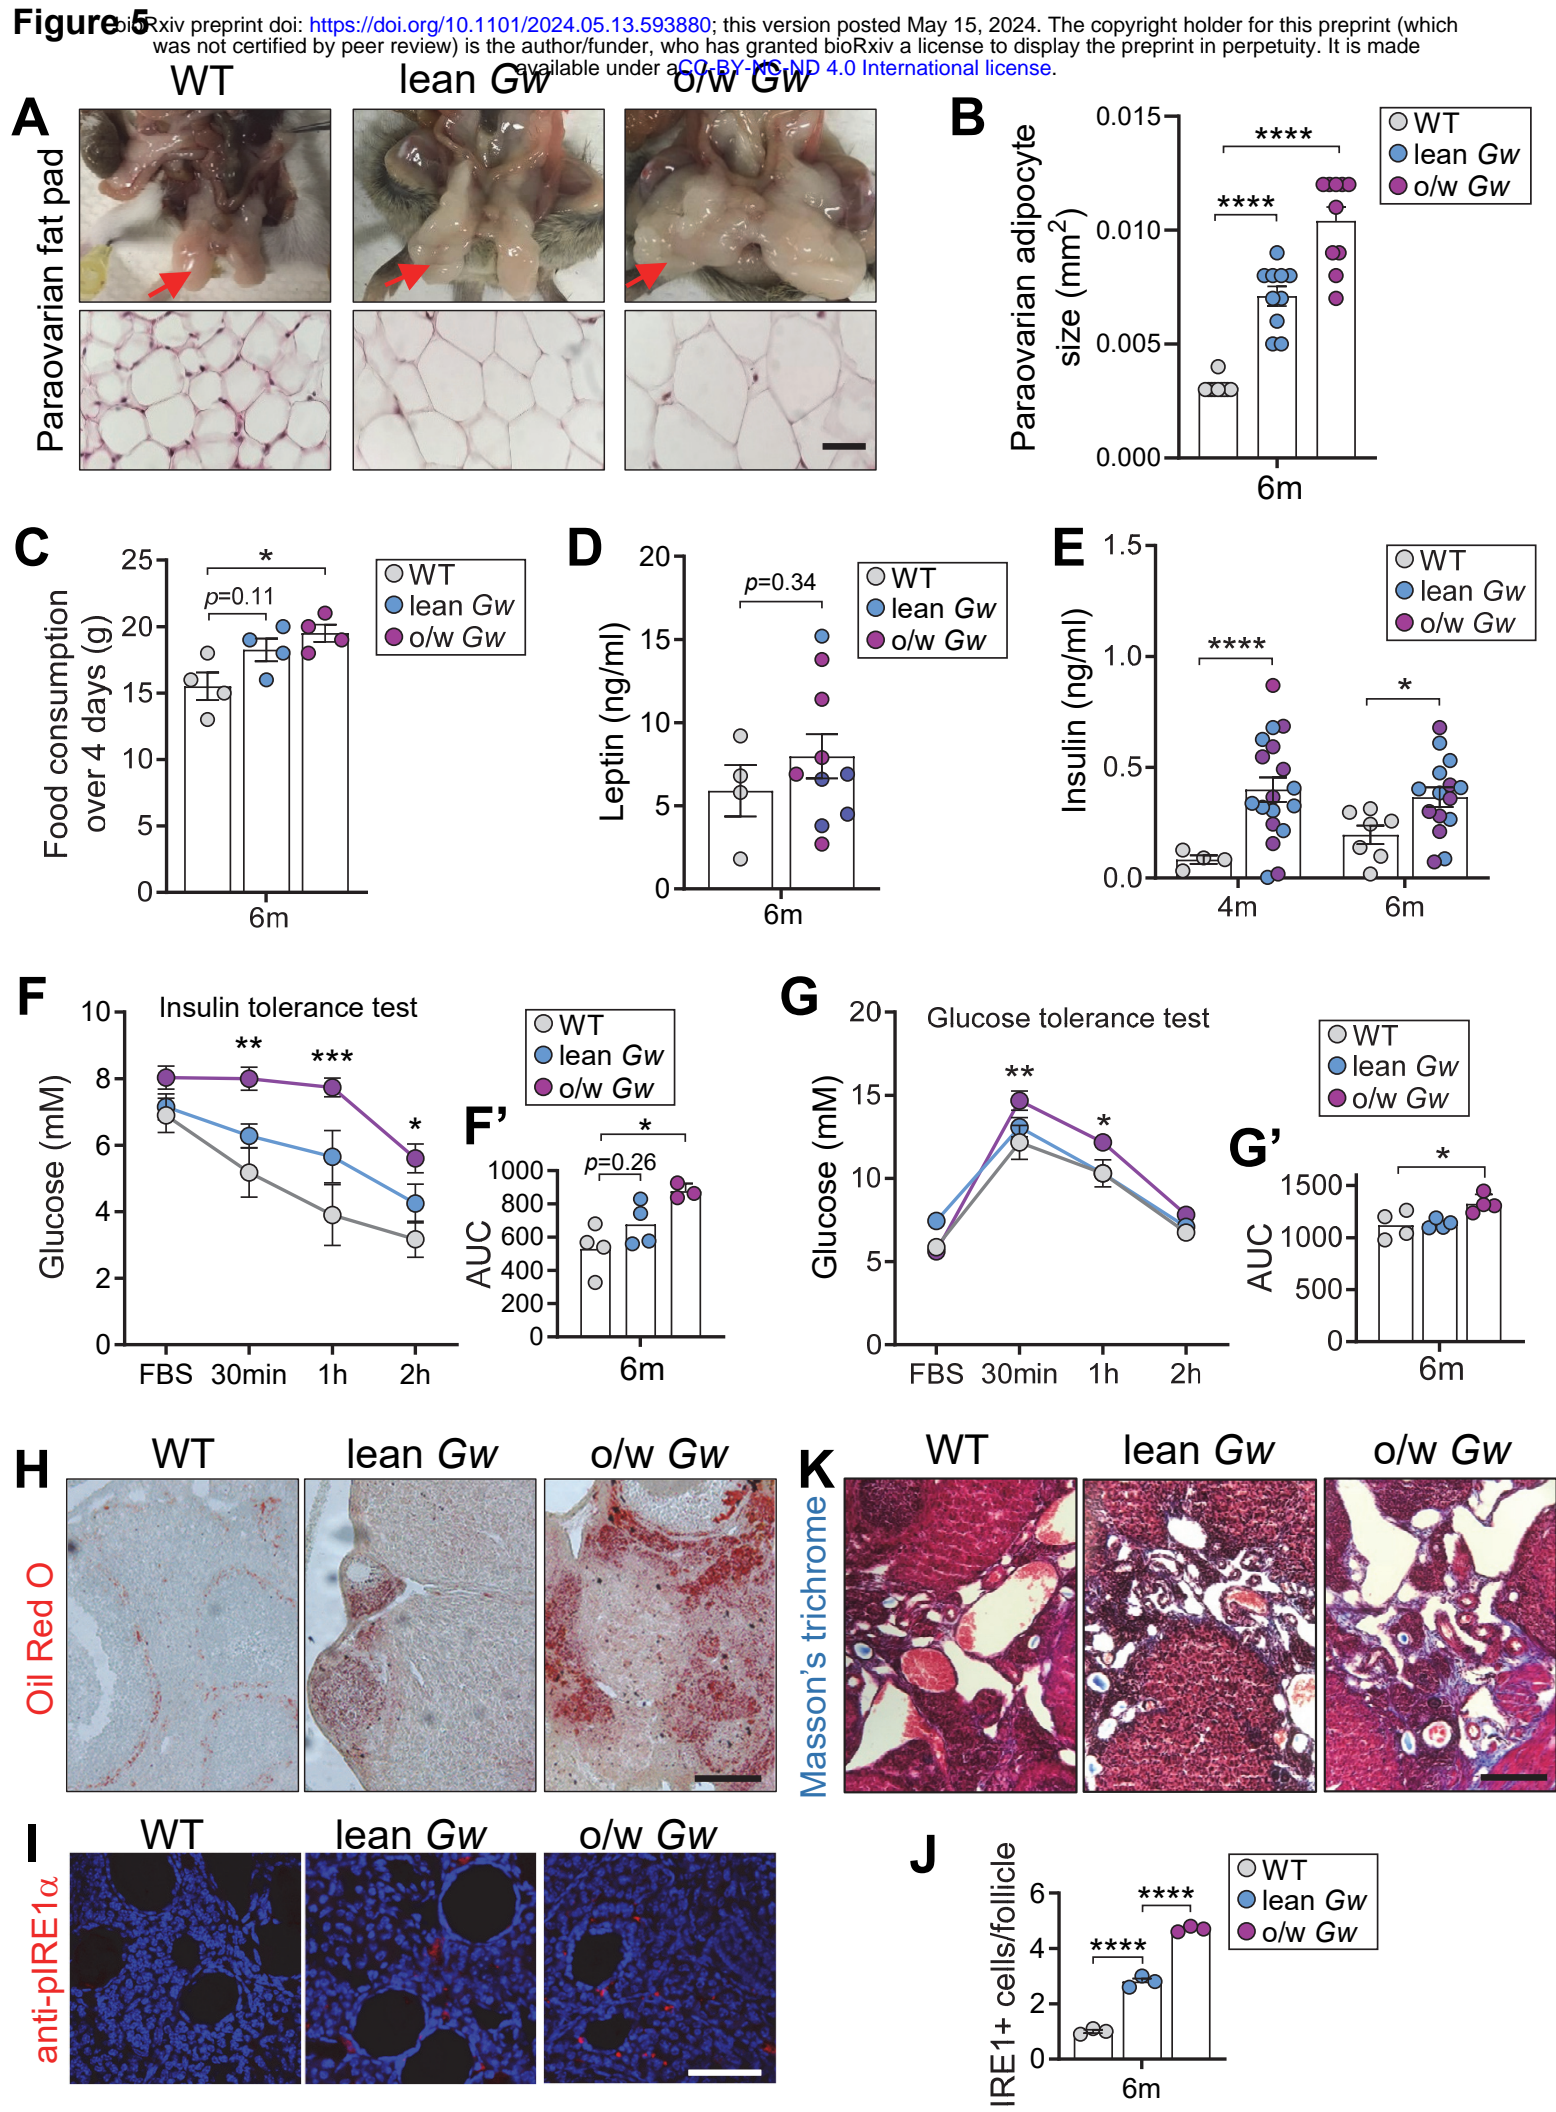 Figure 5
bioRxiv preprint doi: https://doi.org/10.1101/2024.05.13.593880; this version posted May 15, 2024. The copyright holder for this preprint (which
was not certified by peer review) is the author/funder, who has granted bioRxiv a license to display the preprint in perpetuity. It is made
available under aCC-BY-NC-ND 4.0 International license.
WT
lean Gw
o/w Gw
A
Paraovarian fat pad
B
Paraovarian adipocyte
size (mm²)
0.015
0.010
0.005
0.000
****
****
6m
WT
lean Gw
o/w Gw
C
Food consumption
over 4 days (g)
25
20
15
10
5
0
*
p=0.11
6m
WT
lean Gw
o/w Gw
D
Leptin (ng/ml)
20
15
10
5
0
p=0.34
6m
WT
lean Gw
o/w Gw
E
Insulin (ng/ml)
1.5
1.0
0.5
0.0
****
*
4m
6m
WT
lean Gw
o/w Gw
F
Insulin tolerance test
Glucose (mM)
10
8
6
4
2
0
**
***
*
FBS
30min
1h
2h
WT
lean Gw
o/w Gw
F’
AUC
1000
800
600
400
200
0
*
p=0.26
6m
G
Glucose tolerance test
Glucose (mM)
20
15
10
5
0
**
*
FBS
30min
1h
2h
WT
lean Gw
o/w Gw
G’
AUC
1500
1000
500
0
*
6m
H
WT
lean Gw
o/w Gw
Oil Red O
K
WT
lean Gw
o/w Gw
Masson’s trichrome
I
WT
lean Gw
o/w Gw
anti-pIRE1α
J
IRE1+ cells/follicle
6
4
2
0
****
****
6m
WT
lean Gw
o/w Gw